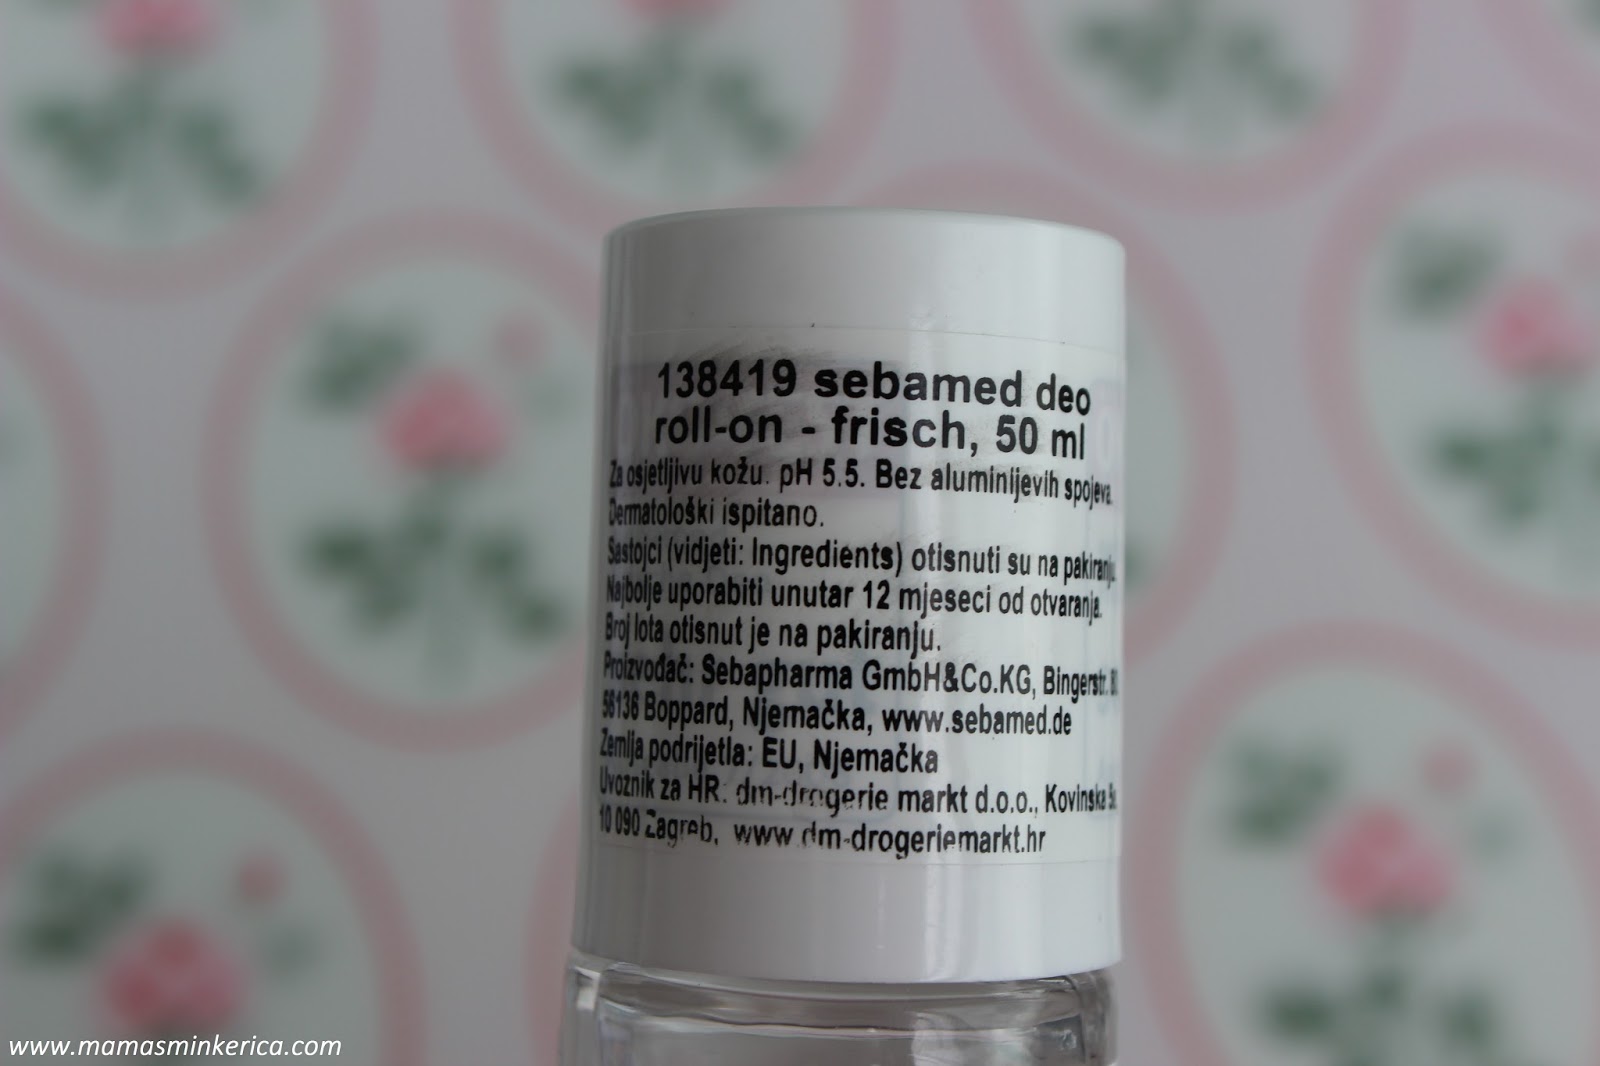 138419 sebamed deo
roll-on - frisch, 50 ml
Za osjetljivu kožu. pH 5.5. Bez aluminijevih spojeva.
Dermatološki ispitano.
Sastojci (vidjeti: Ingredients) otisnuti su na pakiranju.
Najbolje uporabiti unutar 12 mjeseci od otvaranja.
Broj lota otisnut je na pakiranju.
Proizvođač: Sebapharma GmbH&Co.KG, Bingerstr.
56136 Boppard, Njemačka, www.sebamed.de
Zemlja podrijetla: EU, Njemačka
Uvoznik za HR: dm-drogerie markt d.o.o., Kovinska
10 090 Zagreb, www.dm-drogeriemarkt.hr
www.mamasminkerica.com